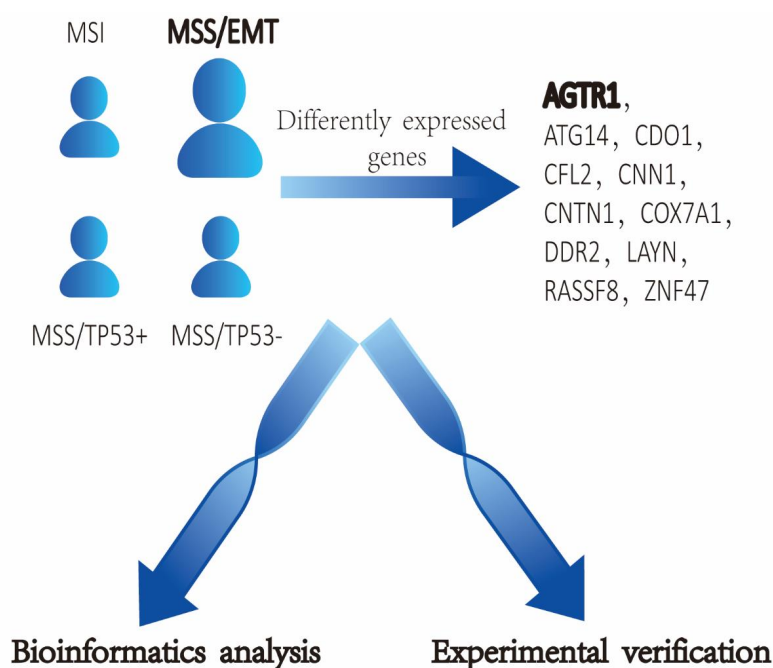 MSI MSS/EMT
Differently expressed
genes
AGTR1,
ATG14, CDO1,
CFL2, CNN1,
CNTN1, COX7A1,
DDR2, LAYN,
RASSF8, ZNF47
MSS/TP53+ MSS/TP53-
Bioinformatics analysis
Experimental verification